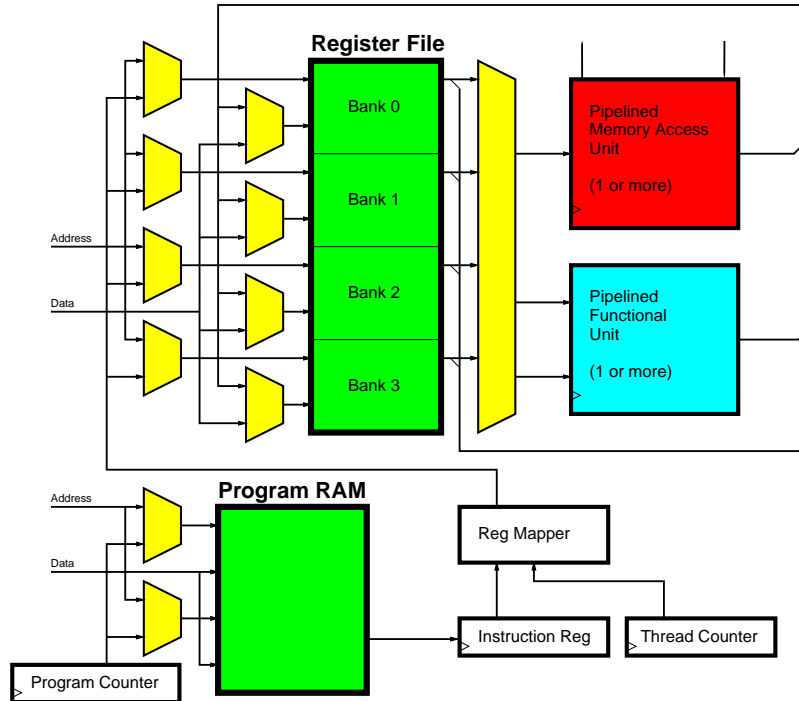 Register File
Bank 0
Bank 1
Bank 2
Bank 3
Pipelined
Memory Access
Unit
(1 or more)
Address
Data
Pipelined
Functional
Unit
(1 or more)
Program RAM
Address
Data
Reg Mapper
Instruction Reg
Thread Counter
Program Counter